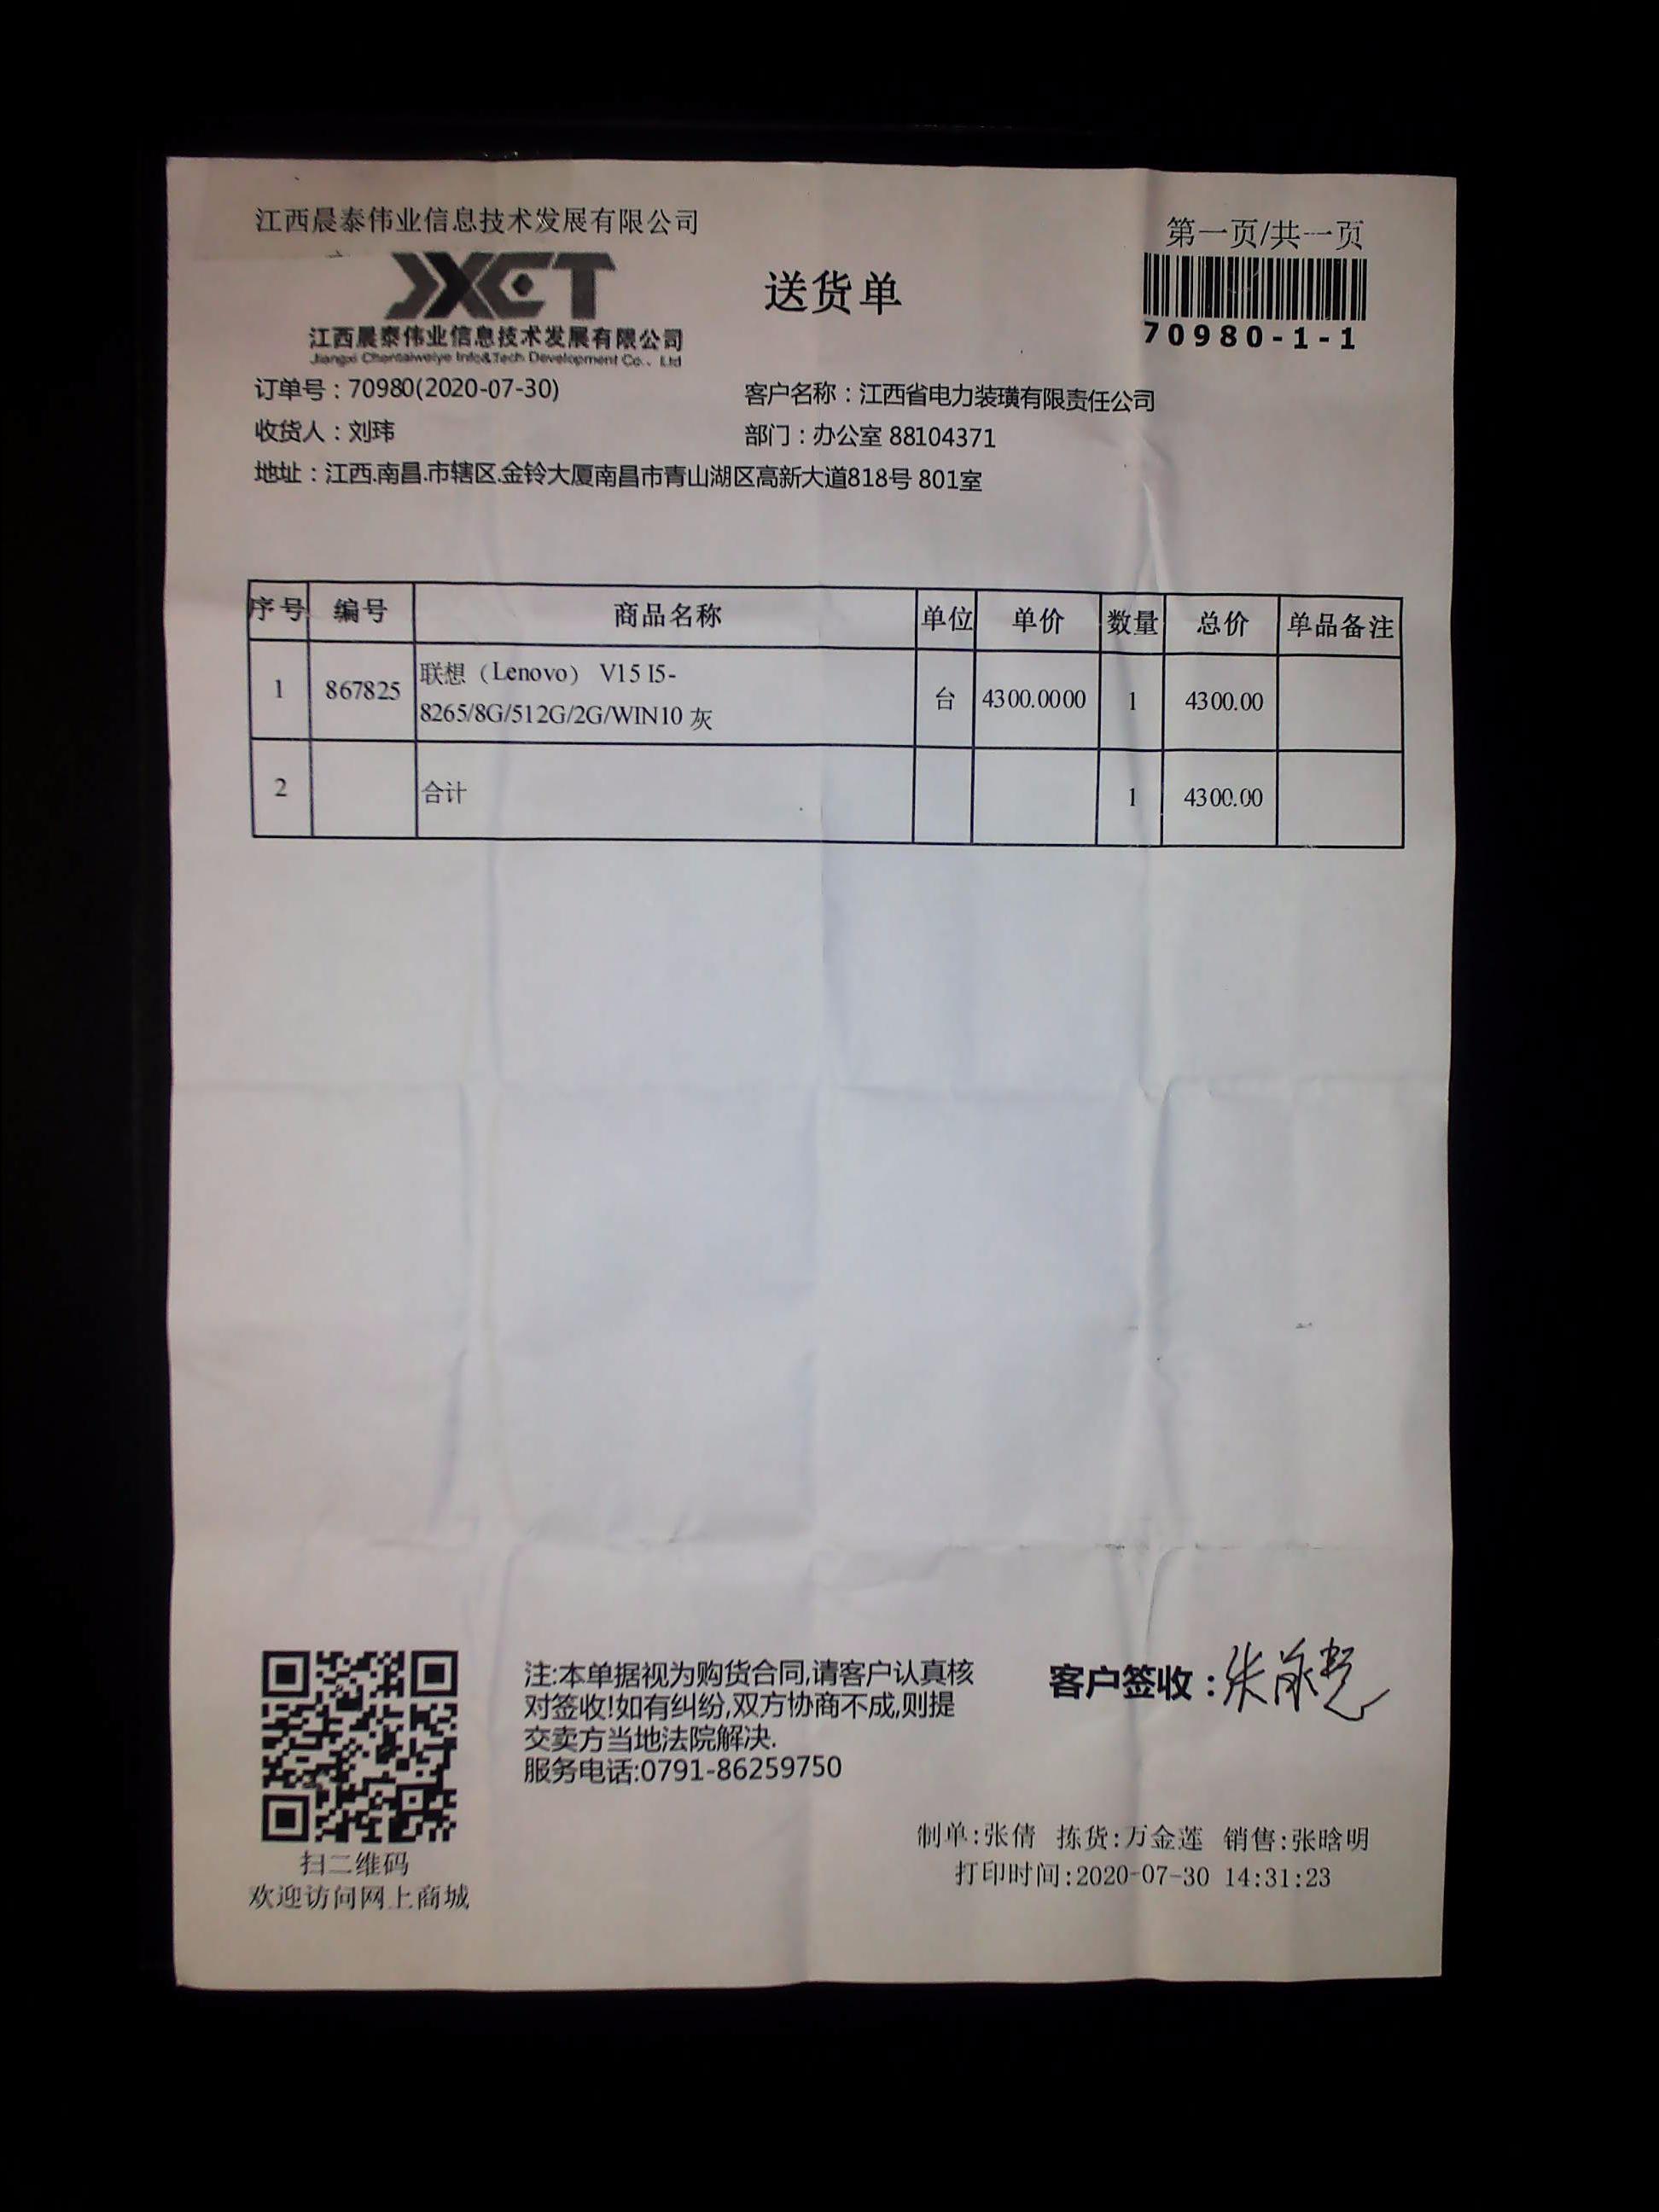 江西晨泰伟业信息技术发展有限公司
第一页/共一页
JXCT
送货单
江西晨泰伟业信息技术发展有限公司
Jiangxi Chentaiweiye Info&Tech Development Co., Ltd
70980-1-1
订单号：70980(2020-07-30)
客户名称：江西省电力装璜有限责任公司
收货人：刘玮
部门：办公室 88104371
地址：江西.南昌.市辖区.金铃大厦南昌市青山湖区高新大道818号 801室
序号 编号 商品名称 单位 单价 数量 总价 单品备注
1 867825 联想（Lenovo） V15 I5-
8265/8G/512G/2G/WIN10 灰 台 4300.0000 1 4300.00
2 合计 1 4300.00
注:本单据视为购货合同,请客户认真核
对签收!如有纠纷,双方协商不成,则提
交卖方当地法院解决.
服务电话:0791-86259750
客户签收：张
扫二维码
欢迎访问网上商城
制单:张倩 拣货:万金莲 销售:张晗明
打印时间:2020-07-30 14:31:23